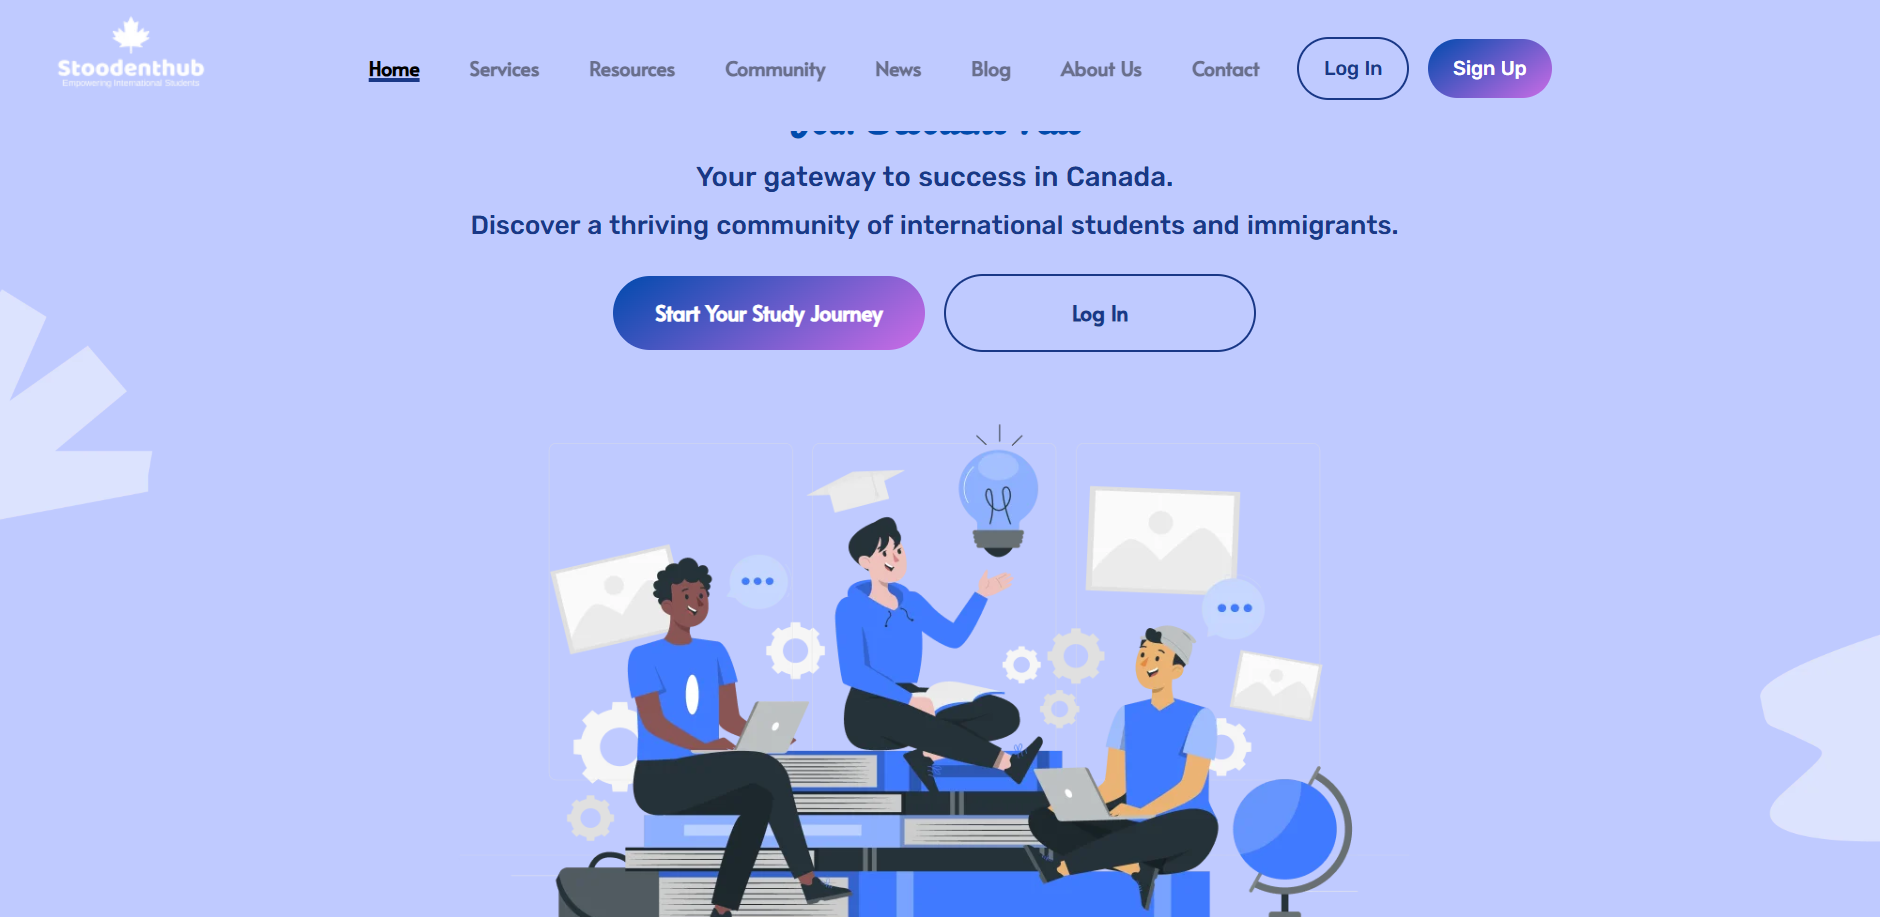 Stoodenthub
Empowering International Students
Home Services Resources Community News Blog About Us Contact Log In Sign Up
Your gateway to success in Canada.
Discover a thriving community of international students and immigrants.
Start Your Study Journey Log In